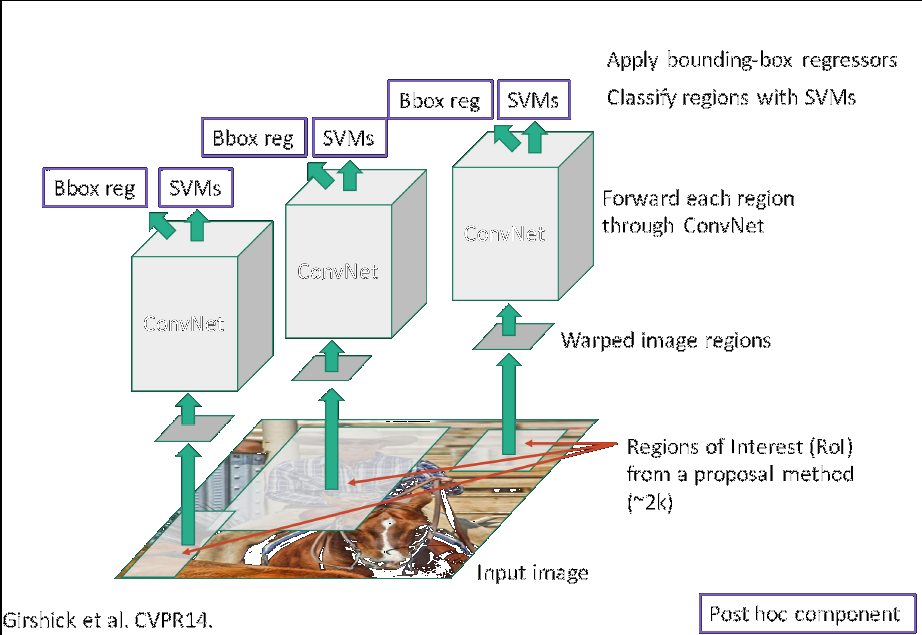 Apply bounding-box regressors
Bbox reg
SVMs
Classify regions with SVMs
Bbox reg
SVMs
Bbox reg
SVMs
Forward each region
through ConvNet
ConvNet
ConvNet
ConvNet
Warped image regions
Regions of Interest (RoI)
from a proposal method
(~2k)
Input image
Girshick et al. CVPR14.
Post hoc component